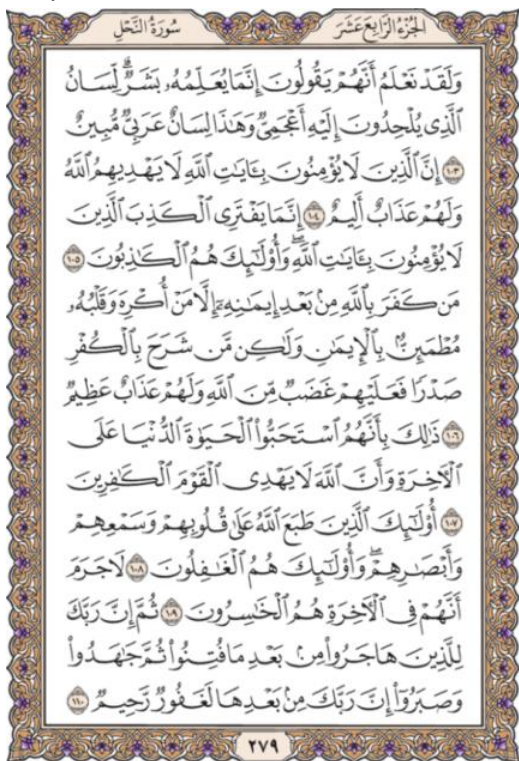 الجزء الرابع عشر
سورة النحل
وَلَقَدْ نَعْلَمُ أَنَّهُمْ يَقُولُونَ إِنَّمَا يُعَلِّمُهُۥ بَشَرٌۗ لِّسَانُ
ٱلَّذِى يُلْحِدُونَ إِلَيْهِ أَعْجَمِىٌّ وَهَٰذَا لِسَانٌ عَرَبِىٌّ مُّبِينٌ
١٠٣ إِنَّ ٱلَّذِينَ لَا يُؤْمِنُونَ بِـَٔايَٰتِ ٱللَّهِ لَا يَهْدِيهِمُ ٱللَّهُ
وَلَهُمْ عَذَابٌ أَلِيمٌ ١٠٤ إِنَّمَا يَفْتَرِى ٱلْكَذِبَ ٱلَّذِينَ
لَا يُؤْمِنُونَ بِـَٔايَٰتِ ٱللَّهِۖ وَأُو۟لَٰٓئِكَ هُمُ ٱلْكَٰذِبُونَ ١٠٥
مَن كَفَرَ بِٱللَّهِ مِنۢ بَعْدِ إِيمَٰنِهِۦٓ إِلَّا مَنْ أُكْرِهَ وَقَلْبُهُۥ
مُطْمَئِنٌّۢ بِٱلْإِيمَٰنِ وَلَٰكِن مَّن شَرَحَ بِٱلْكُفْرِ
صَدْرًا فَعَلَيْهِمْ غَضَبٌ مِّنَ ٱللَّهِ وَلَهُمْ عَذَابٌ عَظِيمٌ
١٠٦ ذَٰلِكَ بِأَنَّهُمُ ٱسْتَحَبُّوا۟ ٱلْحَيَوٰةَ ٱلدُّنْيَا عَلَى
ٱلْءَاخِرَةِ وَأَنَّ ٱللَّهَ لَا يَهْدِى ٱلْقَوْمَ ٱلْكَٰفِرِينَ
١٠٧ أُو۟لَٰٓئِكَ ٱلَّذِينَ طَبَعَ ٱللَّهُ عَلَىٰ قُلُوبِهِمْ وَسَمْعِهِمْ
وَأَبْصَٰرِهِمْۖ وَأُو۟لَٰٓئِكَ هُمُ ٱلْغَٰفِلُونَ ١٠٨ لَا جَرَمَ
أَنَّهُمْ فِى ٱلْءَاخِرَةِ هُمُ ٱلْخَٰسِرُونَ ١٠٩ ثُمَّ إِنَّ رَبَّكَ
لِلَّذِينَ هَاجَرُوا۟ مِنۢ بَعْدِ مَا فُتِنُوا۟ ثُمَّ جَٰهَدُوا۟
وَصَبَرُوٓا۟ إِنَّ رَبَّكَ مِنۢ بَعْدِهَا لَغَفُورٌ رَّحِيمٌ ١١٠
٢٧٩